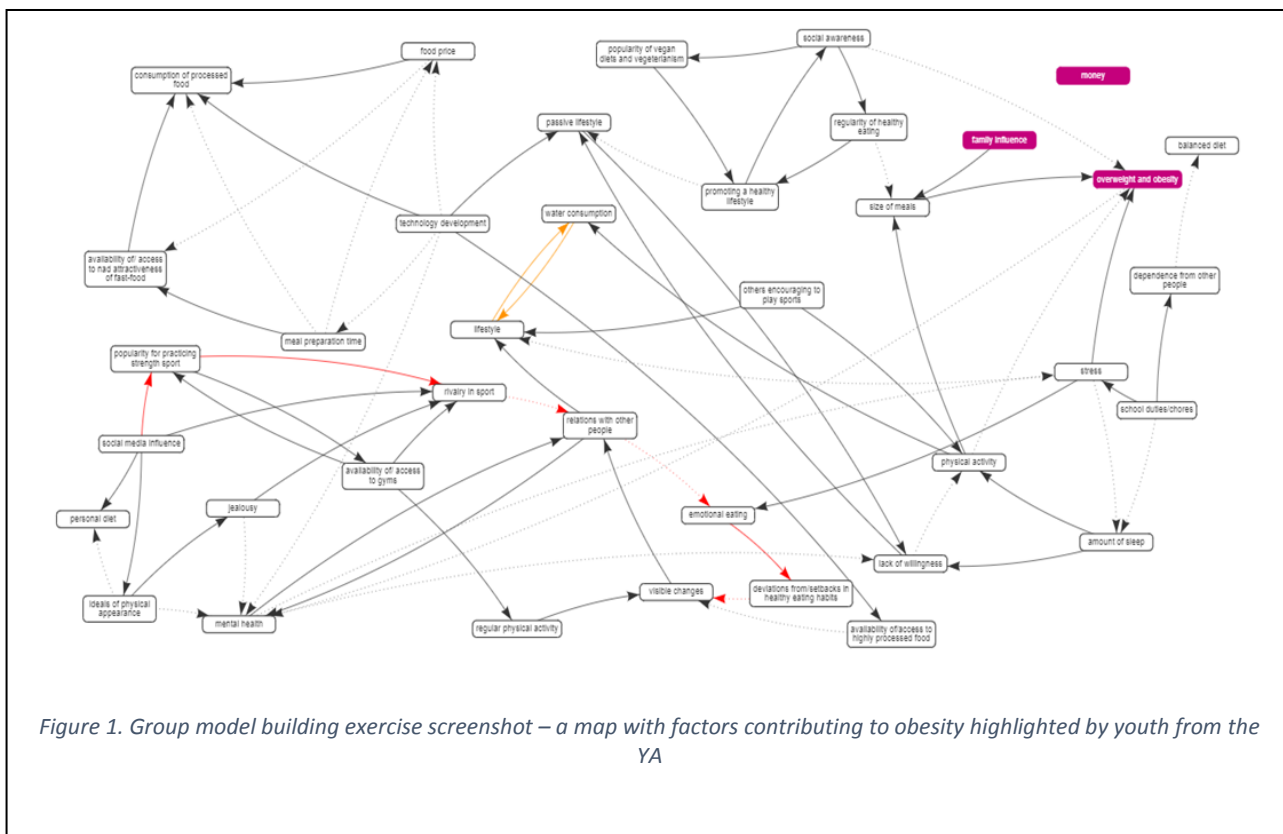 social awareness
food price
popularity of vegan
diets and vegeterianism
consumption of processed
food
money
passive lifestyle
regularity of healthy
eating
family influence
balanced diet
overweight and obesity
promoting a healthy
lifestyle
size of meals
water consumption
technology development
availability of/ access
to nad attractiveness
of fast-food
dependence from other
people
others encouraging to
play sports
lifestyle
meal preparation time
popularity for practicing
strength sport
stress
rivalry in sport
school duties/chores
relations with other
people
social media influence
physical activity
availability of/ access
to gyms
jealousy
personal diet
emotional eating
amount of sleep
lack of willingness
deviations from/setbacks in
healthy eating habits
visible changes
ideals of physical
appearance
mental health
regular physical activity
availability of/access to
highly processed food
Figure 1. Group model building exercise screenshot – a map with factors contributing to obesity highlighted by youth from the
YA